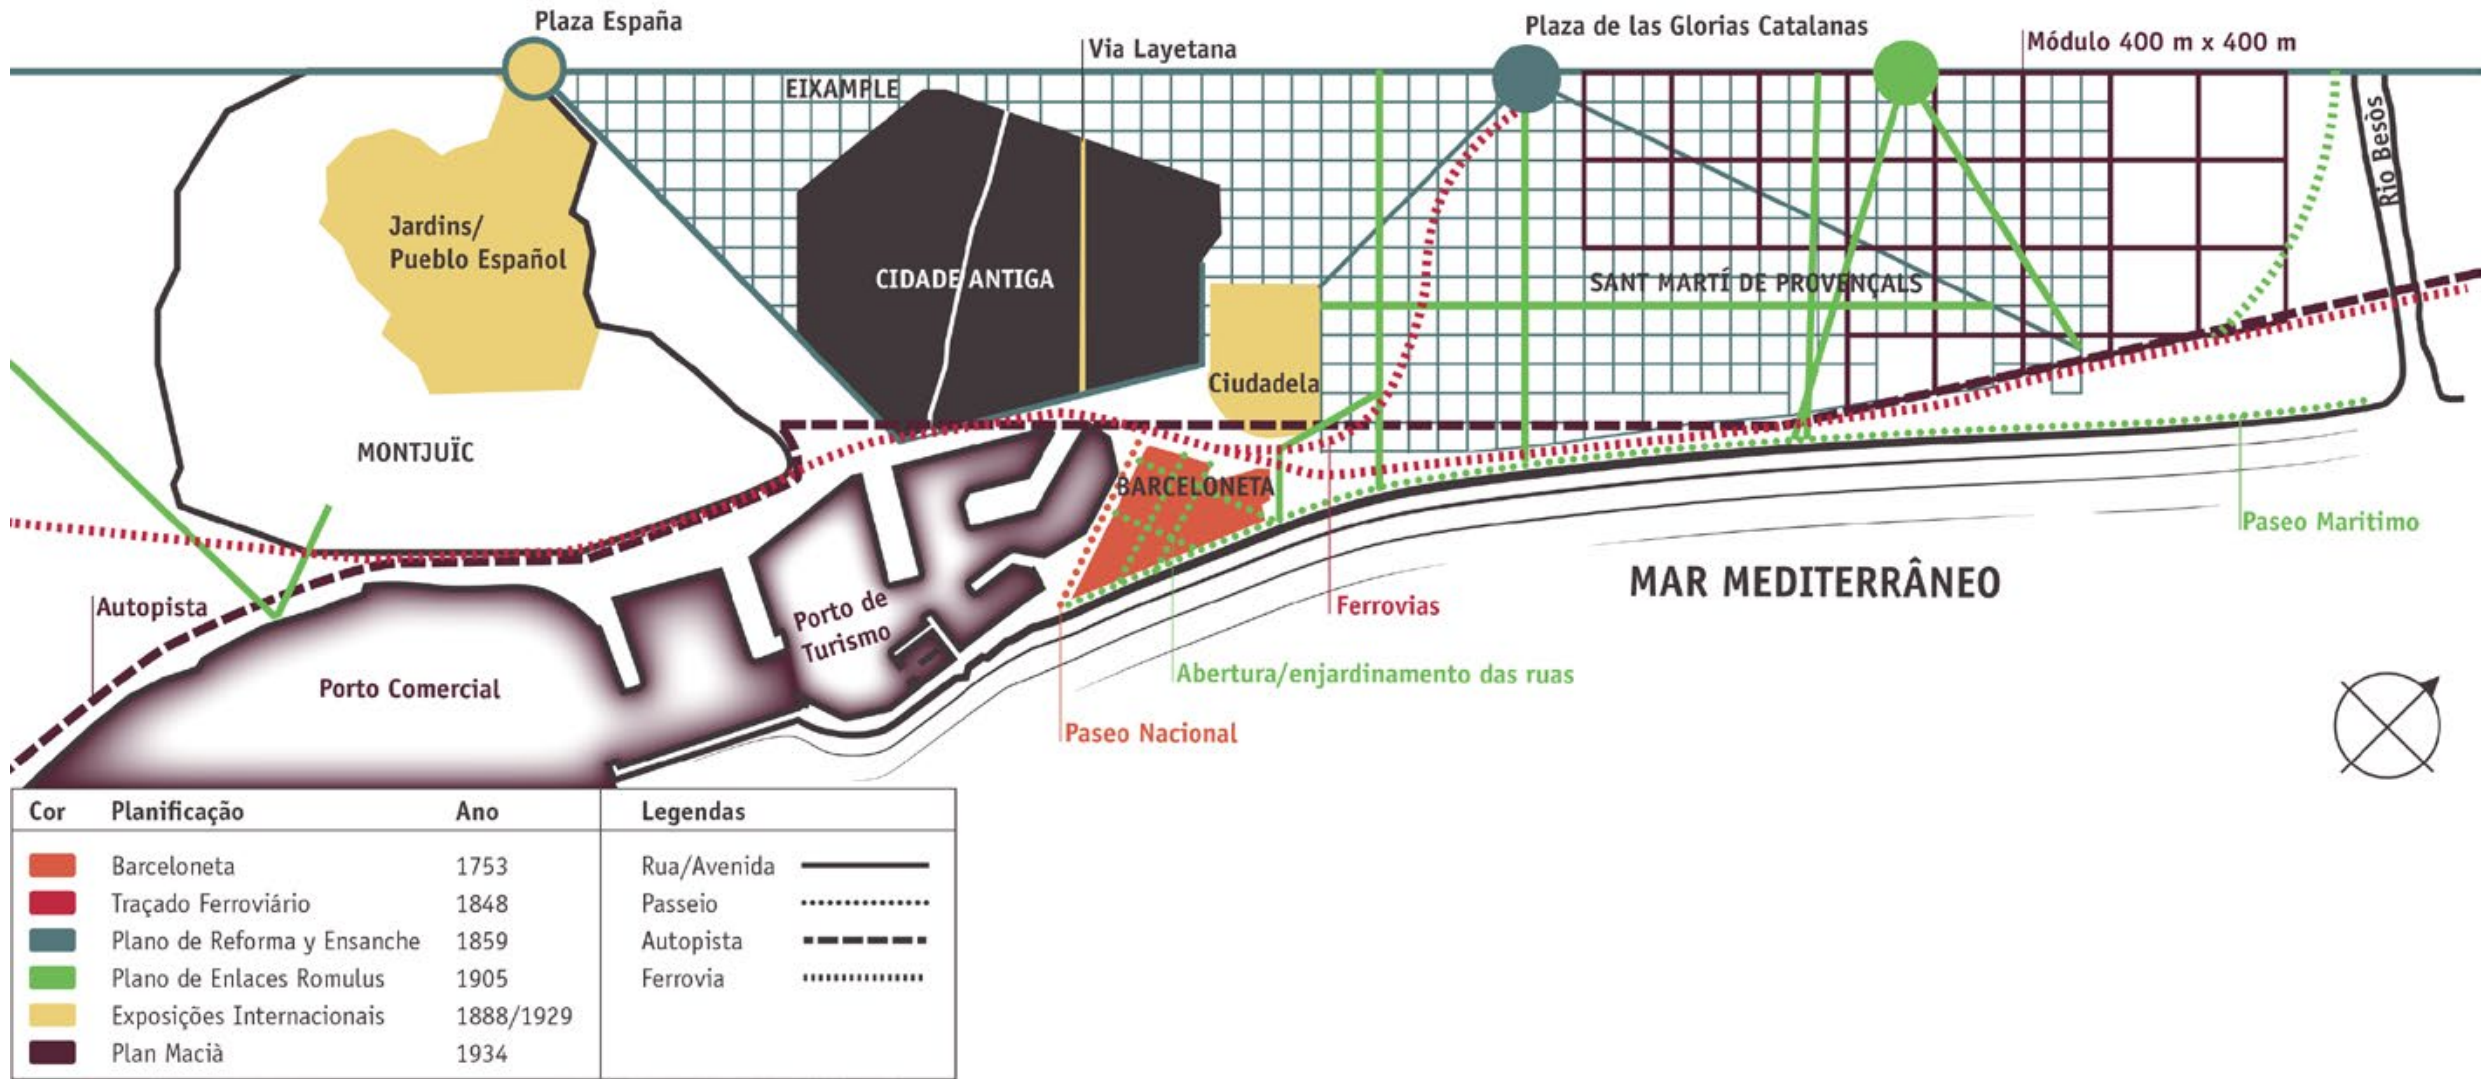 Plaza España
Plaza de las Glorias Catalanas
Via Layetana
Módulo 400 m x 400 m
EIXAMPLE
Rio Besòs
Jardins/
Pueblo Español
CIDADE ANTIGA
SANT MARTÍ DE PROVENÇALS
Ciudadela
MONTJUÏC
BARCELONETA
Paseo Maritimo
MAR MEDITERRÂNEO
Autopista
Porto de
Turismo
Ferrovias
Porto Comercial
Abertura/enjardinamento das ruas
Paseo Nacional
Cor Planificação Ano Legendas
Barceloneta 1753 Rua/Avenida
Traçado Ferroviário 1848 Passeio
Plano de Reforma y Ensanche 1859 Autopista
Plano de Enlaces Romulus 1905 Ferrovia
Exposições Internacionais 1888/1929
Plan Macià 1934